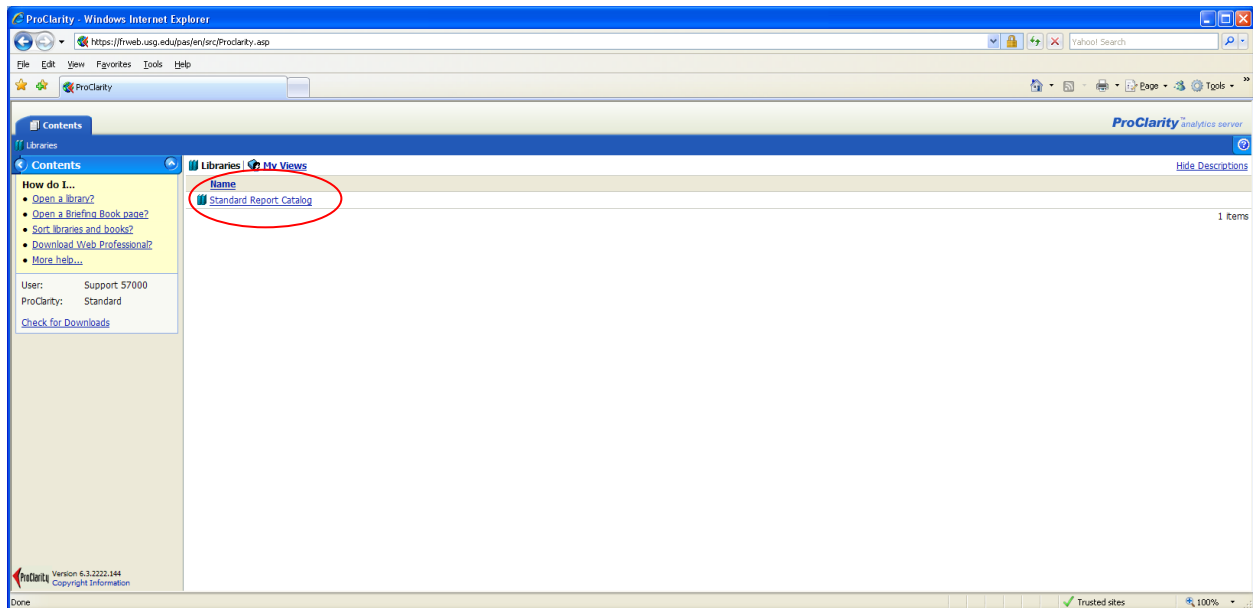 ProClarity - Windows Internet Explorer
https://frweb.usg.edu/pas/en/src/Proclarity.asp
Yahoo! Search
File Edit View Favorites Tools Help
ProClarity
Page Tools
Contents
ProClarity™ analytics server
Libraries
Contents
Libraries | My Views
Hide Descriptions
How do I...
Name
• Open a library?
Standard Report Catalog
• Open a Briefing Book page?
1 items
• Sort libraries and books?
• Download Web Professional?
• More help...
User: Support 57000
ProClarity: Standard
Check for Downloads
ProClarity Version 6.3.2222.144
Copyright Information
Done
Trusted sites
100%